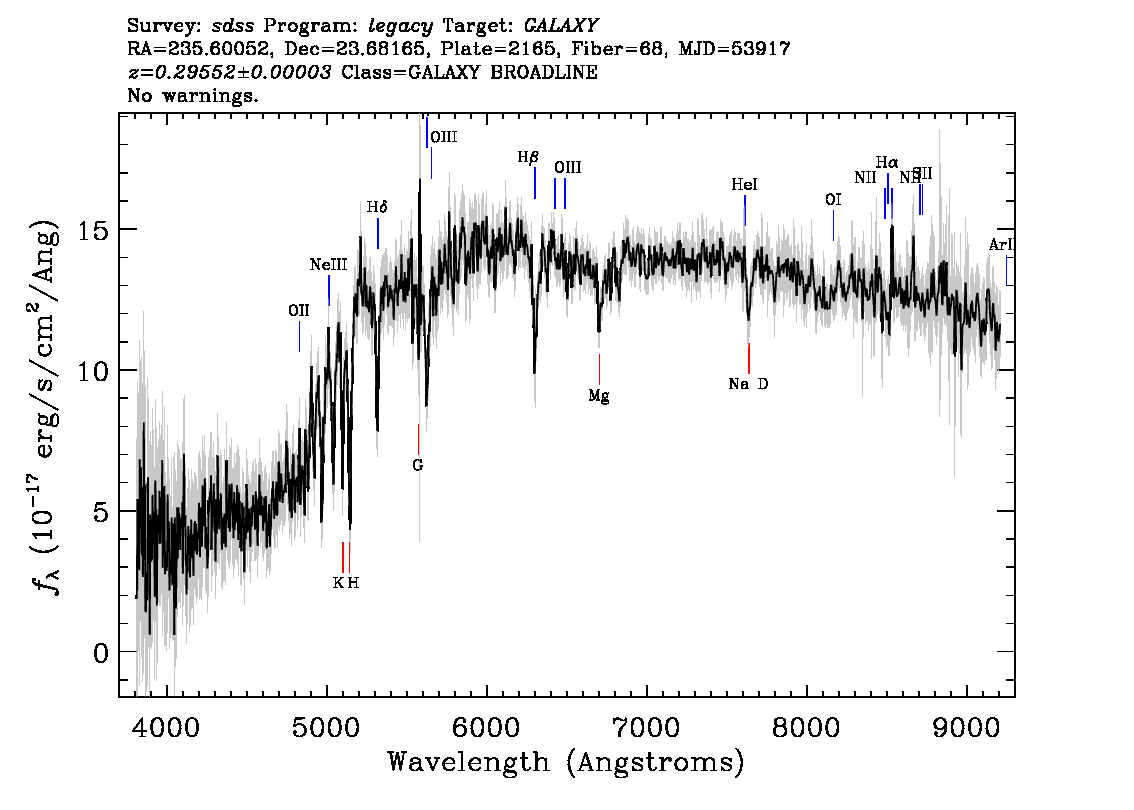 Survey: sdss Program: legacy Target: GALAXY
RA=235.60052, Dec=23.68165, Plate=2165, Fiber=68, MJD=53917
z=0.29552±0.00003 Class=GALAXY BROADLINE
No warnings.
OIII
Hβ
OIII
Hα
NII
NII
SII
HeI
OI
Hδ
ArIII
NeIII
OII
Mg
Na D
G
K H
15
10
5
0
fλ (10⁻¹⁷ erg/s/cm²/Ang)
4000 5000 6000 7000 8000 9000
Wavelength (Angstroms)